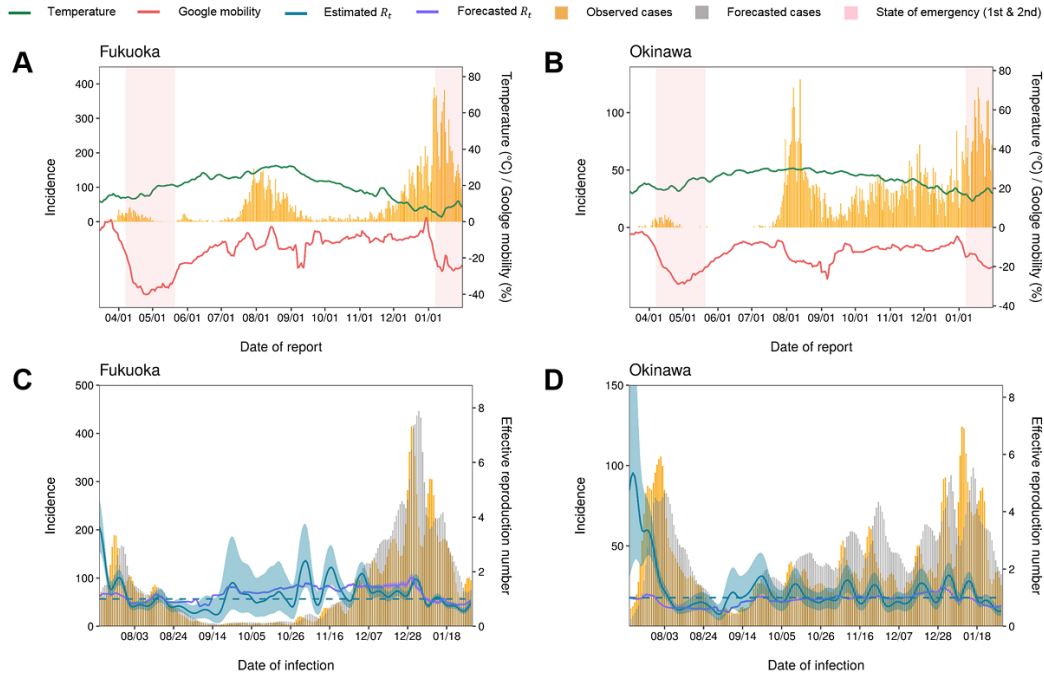 Temperature Google mobility Estimated Rt Forecasted Rt Observed cases Forecasted cases State of emergency (1st & 2nd)
A Fukuoka
Incidence
400
300
200
100
0
80
60
40
20
0
-20
-40
Temperature (°C) / Goolge mobility (%)
04/01 05/01 06/01 07/01 08/01 09/01 10/01 11/01 12/01 01/01
Date of report
B Okinawa
Incidence
100
50
0
80
60
40
20
0
-20
-40
Temperature (°C) / Goolge mobility (%)
04/01 05/01 06/01 07/01 08/01 09/01 10/01 11/01 12/01 01/01
Date of report
C Fukuoka
Incidence
500
400
300
200
100
0
8
6
4
2
0
Effective reproduction number
08/03 08/24 09/14 10/05 10/26 11/16 12/07 12/28 01/18
Date of infection
D Okinawa
Incidence
150
100
50
8
6
4
2
0
Effective reproduction number
08/03 08/24 09/14 10/05 10/26 11/16 12/07 12/28 01/18
Date of infection